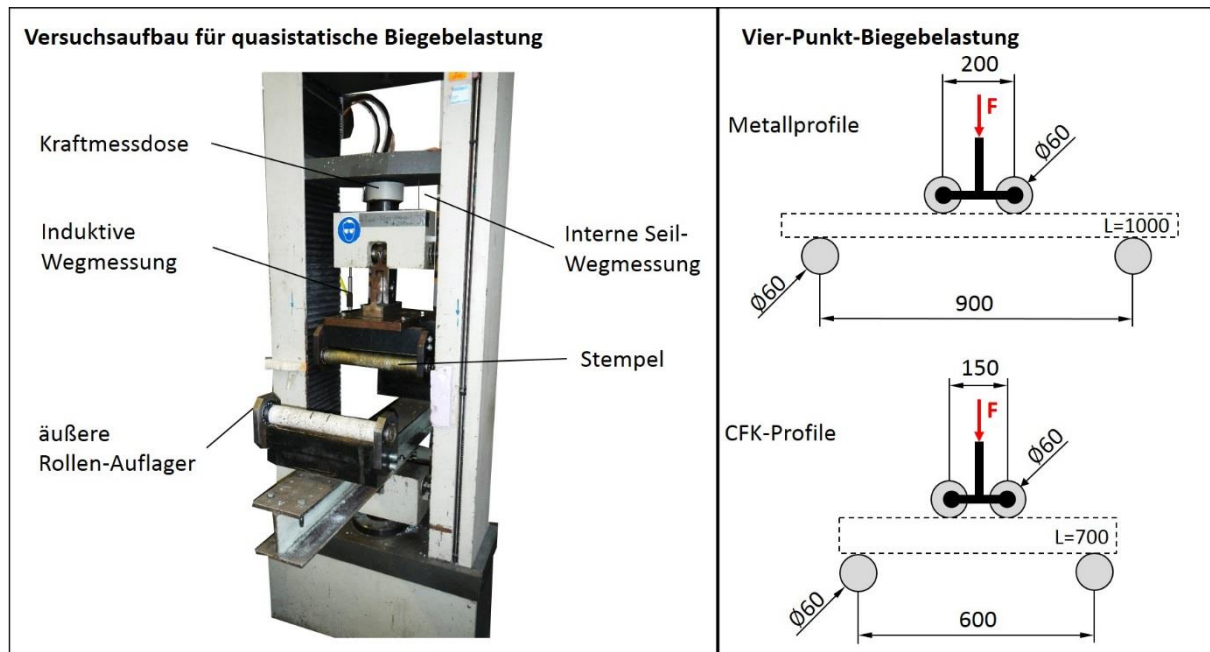 Versuchsaufbau für quasistatische Biegebelastung
Kraftmessdose
Induktive
Wegmessung
Interne Seil-
Wegmessung
Stempel
äußere
Rollen-Auflager
Vier-Punkt-Biegebelastung
200
F
Metallprofile
Ø60
L=1000
Ø60
900
150
F
CFK-Profile
Ø60
L=700
Ø60
600